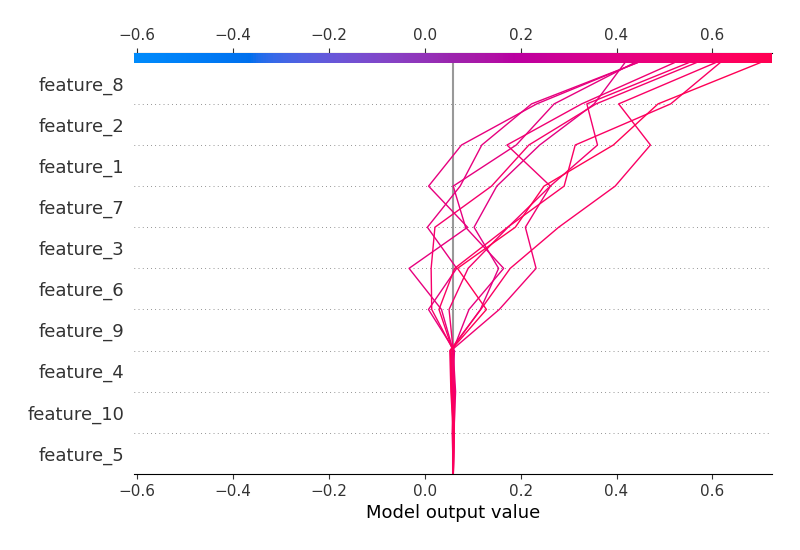 −0.6 −0.4 −0.2 0.0 0.2 0.4 0.6
feature_8
feature_2
feature_1
feature_7
feature_3
feature_6
feature_9
feature_4
feature_10
feature_5
−0.6 −0.4 −0.2 0.0 0.2 0.4 0.6
Model output value